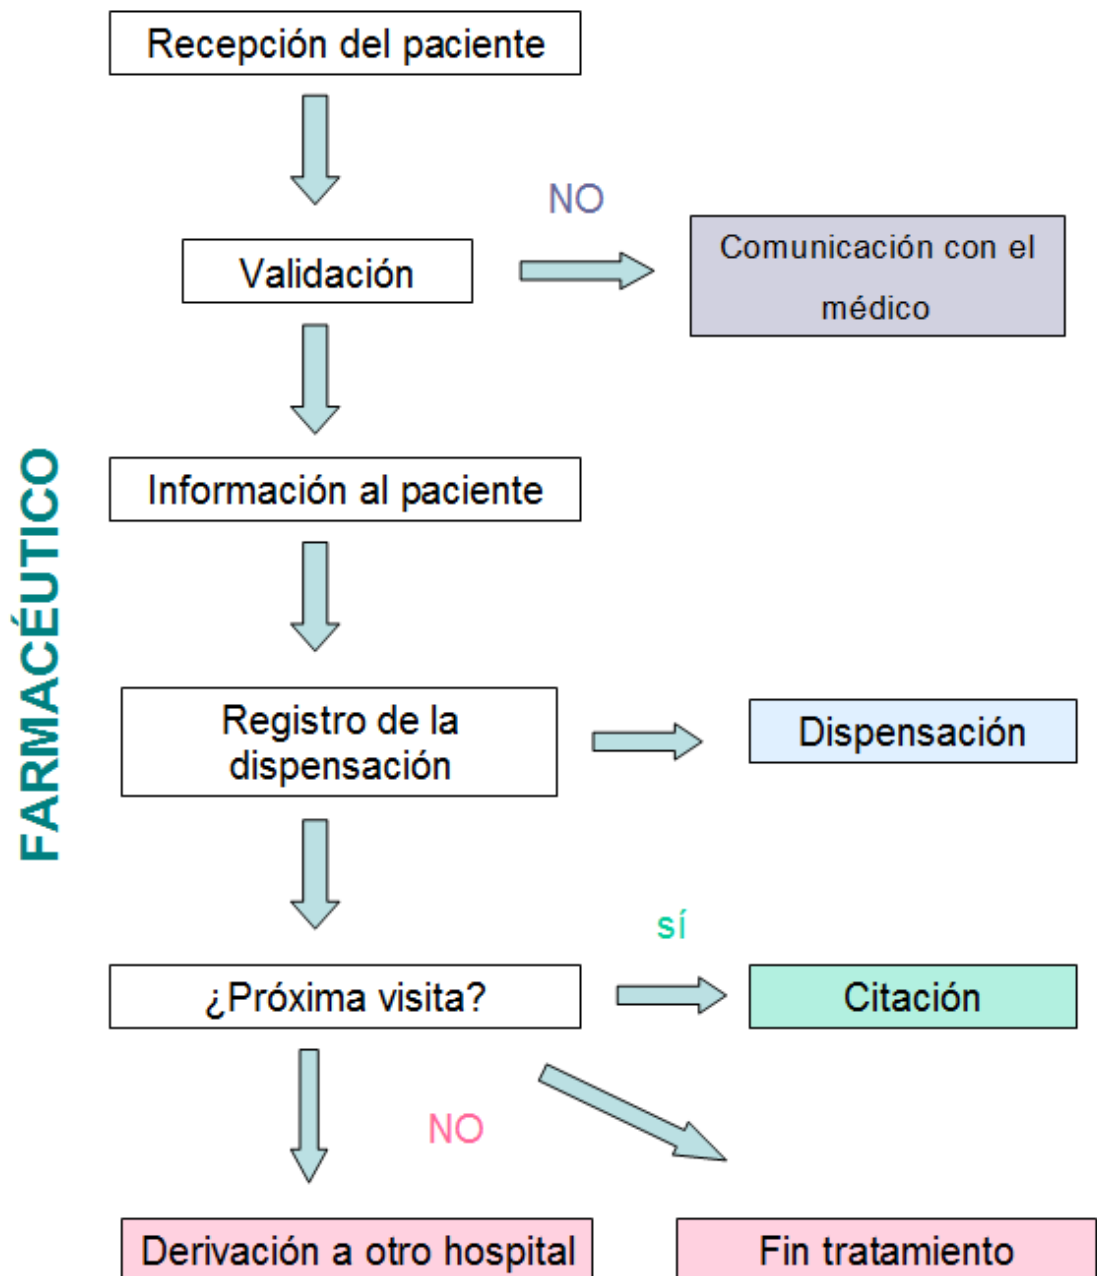 Recepción del paciente
NO
Validación
Comunicación con el
médico
Información al paciente
FARMACÉUTICO
Registro de la
dispensación
Dispensación
sí
¿Próxima visita?
Citación
NO
Derivación a otro hospital
Fin tratamiento